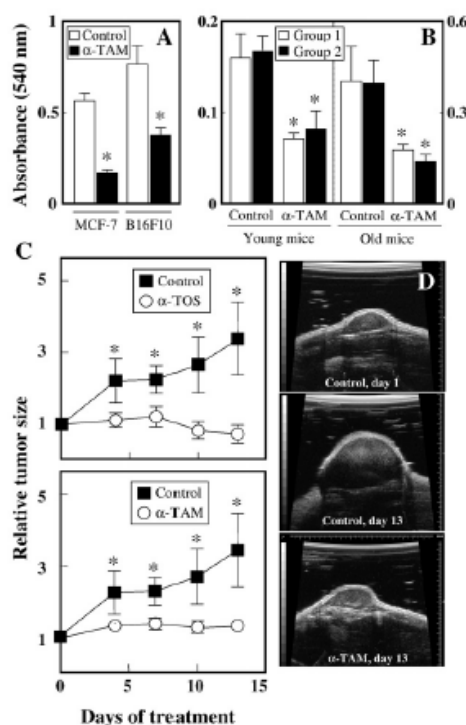 A
Control
α-TAM
Absorbance (540 nm)
1
0.5
0
*
*
MCF-7 B16F10
B
Group 1
Group 2
0.2
0.1
0
0.6
0
* *
* *
Control α-TAM Control α-TAM
Young mice Old mice
C
Relative tumor size
5
3
1
Control
α-TOS
* * * *
Control
α-TAM
5
3
1
* * * *
0 5 10 15
Days of treatment
D
Control, day 1
Control, day 13
α-TAM, day 13